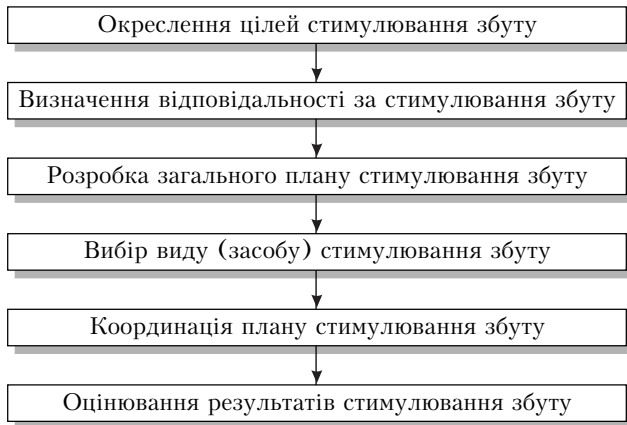 Окреслення цілей стимулювання збуту
Визначення відповідальності за стимулювання збуту
Розробка загального плану стимулювання збуту
Вибір виду (засобу) стимулювання збуту
Координація плану стимулювання збуту
Оцінювання результатів стимулювання збуту